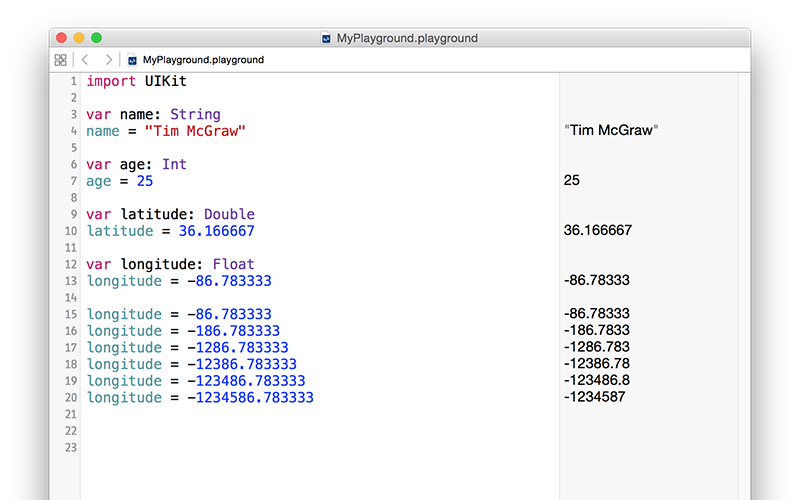 MyPlayground.playground
MyPlayground.playground
1 import UIKit
2
3 var name: String
4 name = "Tim McGraw" "Tim McGraw"
5
6 var age: Int
7 age = 25 25
8
9 var latitude: Double
10 latitude = 36.166667 36.166667
11
12 var longitude: Float
13 longitude = -86.783333 -86.78333
14
15 longitude = -86.783333 -86.78333
16 longitude = -186.783333 -186.7833
17 longitude = -1286.783333 -1286.783
18 longitude = -12386.783333 -12386.78
19 longitude = -123486.783333 -123486.8
20 longitude = -1234586.783333 -1234587
21
22
23